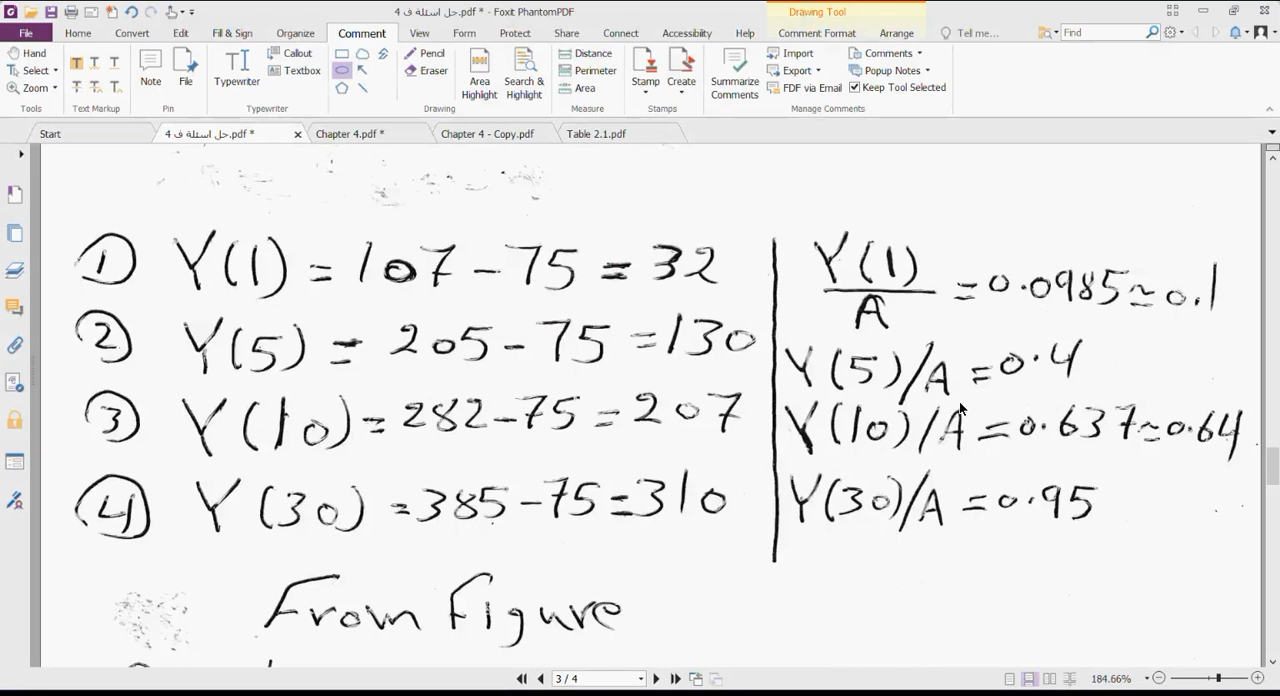 حل اسئلة ف 4.pdf * - Foxit PhantomPDF
Drawing Tool
File Home Convert Edit Fill & Sign Organize Comment View Form Protect Share Connect Accessibility Help Comment Format Arrange Tell me... Find
Hand
Select
Zoom
Tools
Text Markup
Note
File
Pin
Typewriter
Callout
Textbox
Typewriter
Pencil
Eraser
Drawing
Area Highlight
Search & Highlight
Distance
Perimeter
Area
Measure
Stamp
Create
Stamps
Summarize Comments
Import
Export
FDF via Email
Comments
Popup Notes
Keep Tool Selected
Manage Comments
Start
حل اسئلة ف 4.pdf *
Chapter 4.pdf *
Chapter 4 - Copy.pdf
Table 2.1.pdf
① Y(1) = 107 - 75 = 32
② Y(5) = 205 - 75 = 130
③ Y(10) = 282 - 75 = 207
④ Y(30) = 385 - 75 = 310
Y(1)/A = 0.0985 ≃ 0.1
Y(5)/A = 0.4
Y(10)/A = 0.637 ≃ 0.64
Y(30)/A = 0.95
From Figure
3 / 4
184.66%